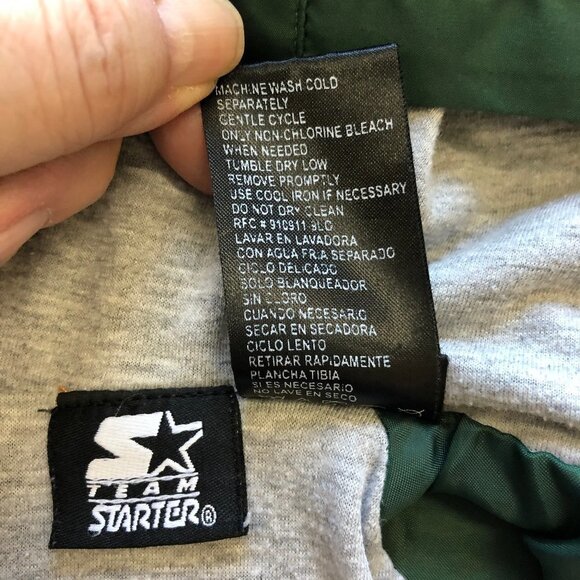 MACHINE WASH COLD
SEPARATELY
GENTLE CYCLE
ONLY NON-CHLORINE BLEACH
WHEN NEEDED
TUMBLE DRY LOW
REMOVE PROMPTLY
USE COOL IRON IF NECESSARY
DO NOT DRY CLEAN
RFC # 910911 8L0
LAVAR EN LAVADORA
CON AGUA FRIA SEPARADO
CICLO DELICADO
SOLO BLANQUEADOR
SIN CLORO
CUANDO NECESARIO
SECAR EN SECADORA
CICLO LENTO
RETIRAR RAPIDAMENTE
PLANCHA TIBIA
SI ES NECESARIO
NO LAVE EN SECO
S
TEAM
STARTER®